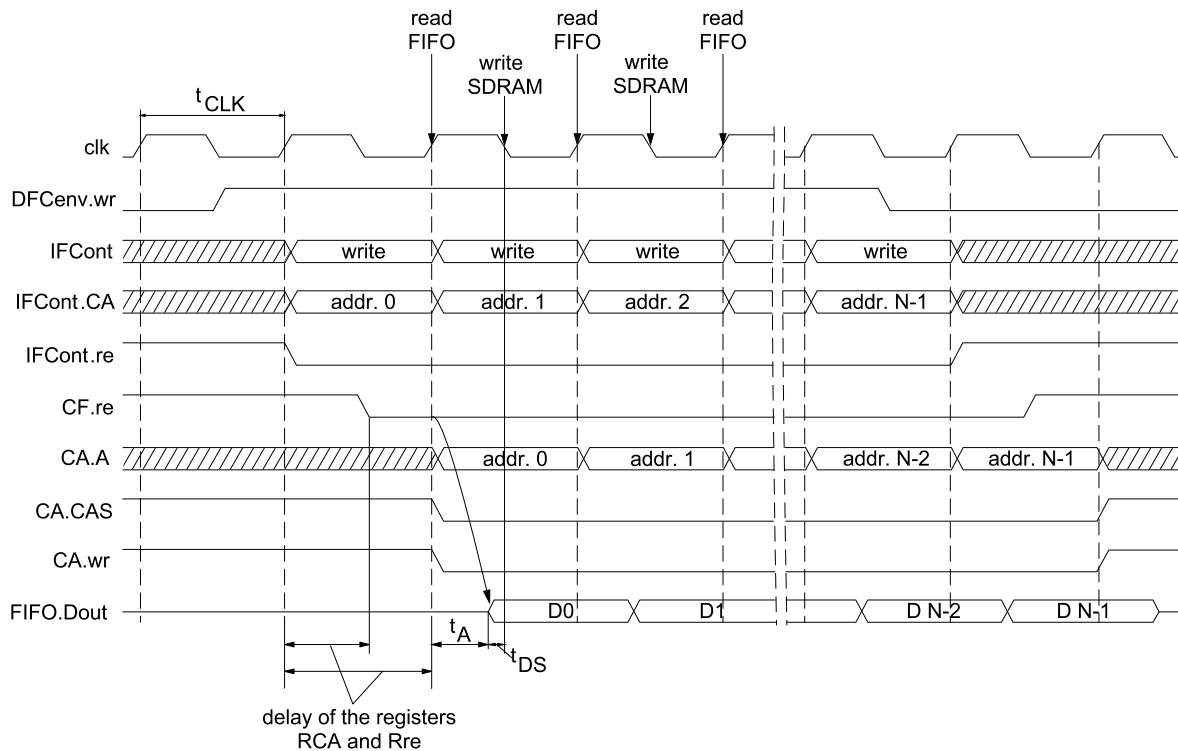 read FIFO
read FIFO
read FIFO
write SDRAM
write SDRAM
tCLK
clk
DFCenv.wr
IFCont
write
write
write
write
IFCont.CA
addr. 0
addr. 1
addr. 2
addr. N-1
IFCont.re
CF.re
CA.A
addr. 0
addr. 1
addr. N-2
addr. N-1
CA.CAS
CA.wr
FIFO.Dout
D0
D1
D N-2
D N-1
tA
tDS
delay of the registers
RCA and Rre